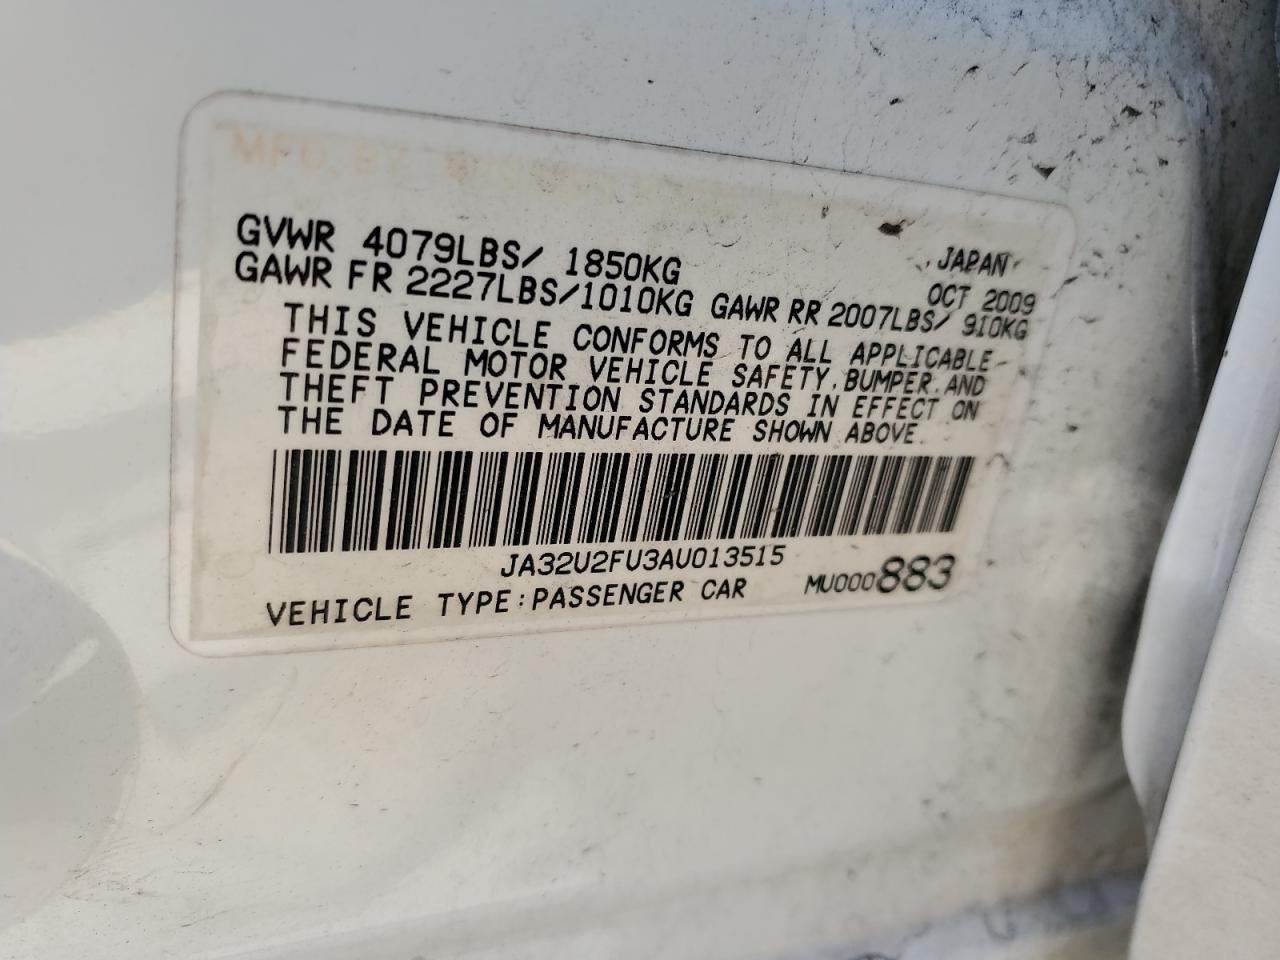 MFD. BY
JAPAN
GVWR 4079LBS/ 1850KG OCT 2009
GAWR FR 2227LBS/1010KG GAWR RR 2007LBS/ 910KG
THIS VEHICLE CONFORMS TO ALL APPLICABLE
FEDERAL MOTOR VEHICLE SAFETY, BUMPER, AND
THEFT PREVENTION STANDARDS IN EFFECT ON
THE DATE OF MANUFACTURE SHOWN ABOVE.
JA32U2FU3AU013515
VEHICLE TYPE:PASSENGER CAR MU000883